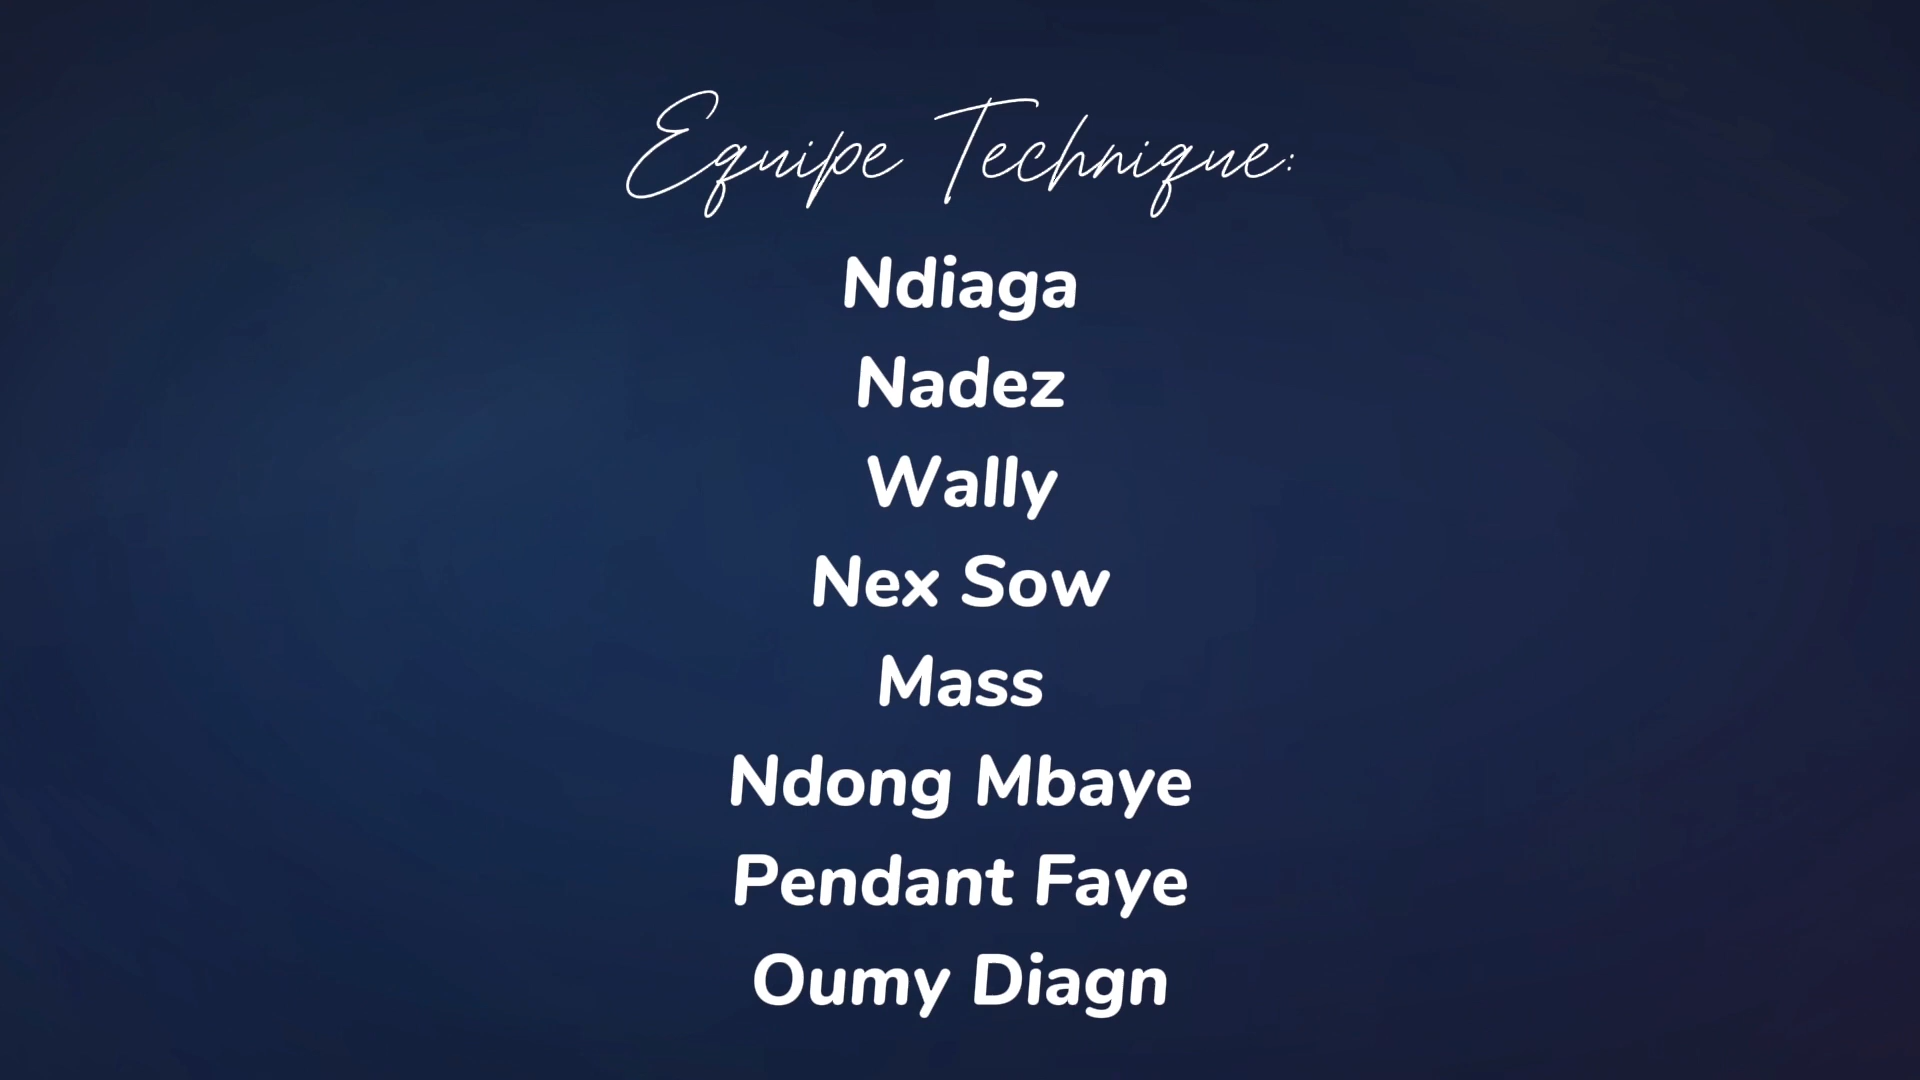 Equipe Technique:
Ndiaga
Nadez
Wally
Nex Sow
Mass
Ndong Mbaye
Pendant Faye
Oumy Diagn